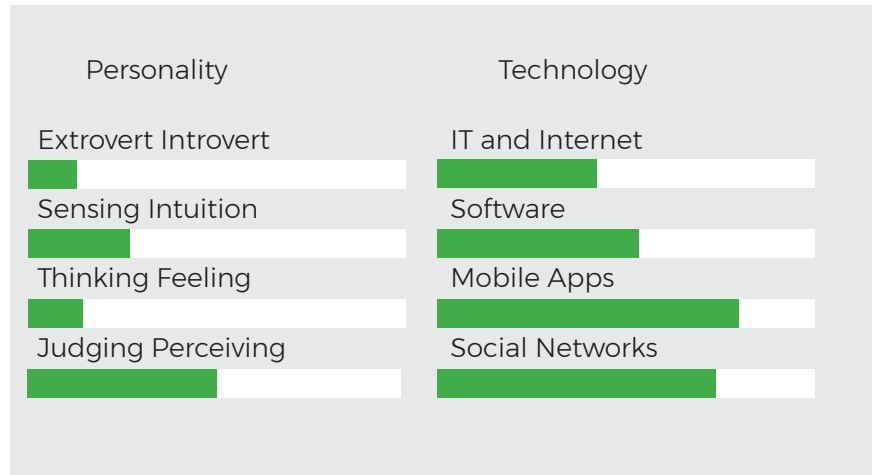 Personality
Extrovert Introvert
Sensing Intuition
Thinking Feeling
Judging Perceiving
Technology
IT and Internet
Software
Mobile Apps
Social Networks